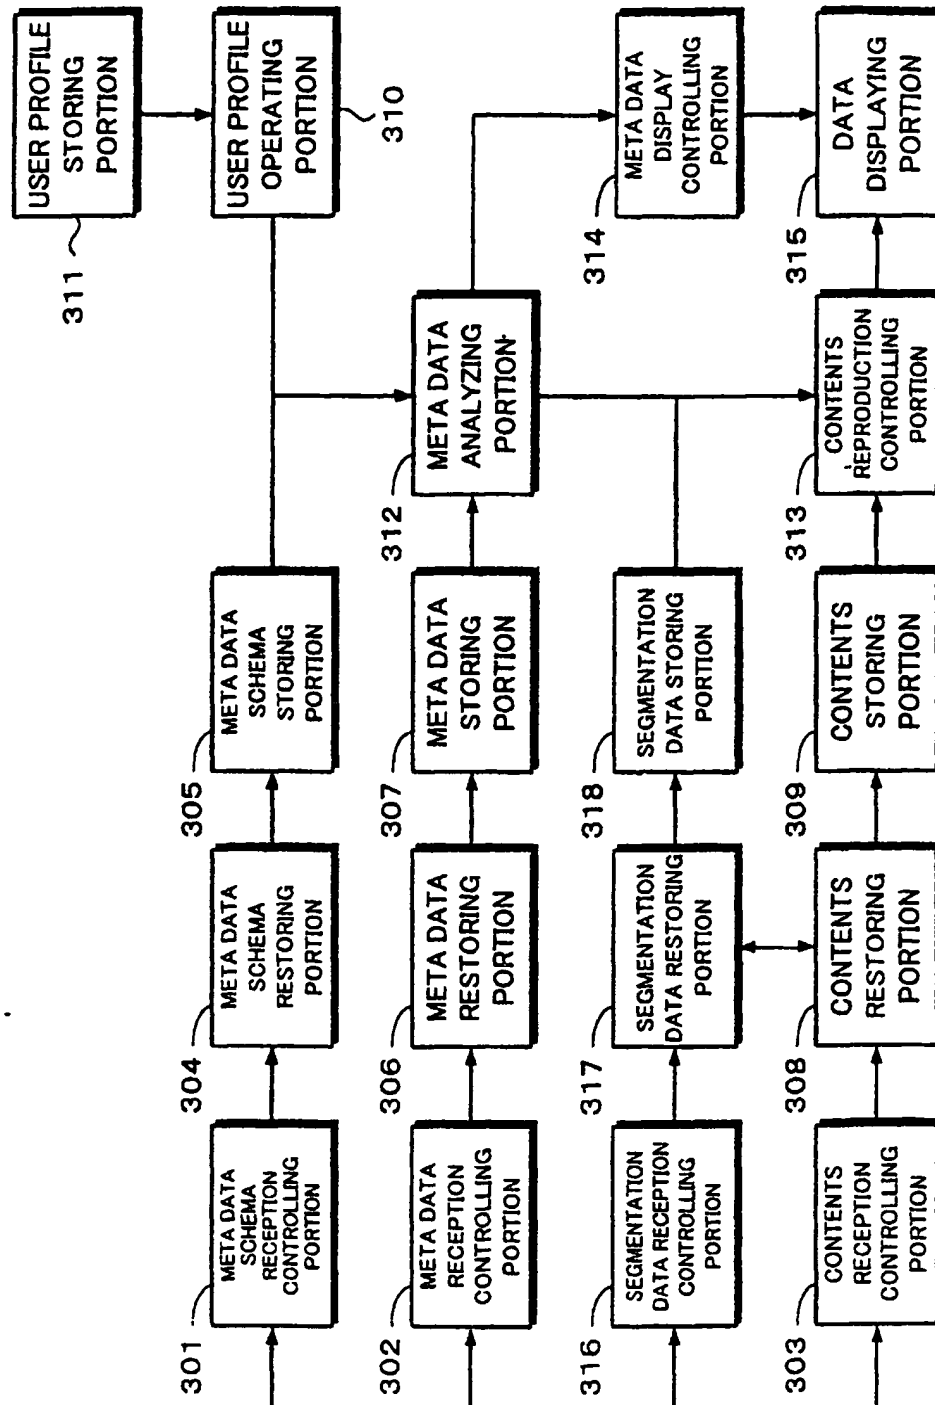 USER PROFILE
STORING
PORTION
311
USER PROFILE
OPERATING
PORTION
310
META DATA
SCHEMA
RECEPTION
CONTROLLING
PORTION
301
META DATA
SCHEMA
RESTORING
PORTION
304
META DATA
SCHEMA
STORING
PORTION
305
META DATA
RECEPTION
CONTROLLING
PORTION
302
META DATA
RESTORING
PORTION
306
META DATA
STORING
PORTION
307
META DATA
ANALYZING
PORTION
312
META DATA
DISPLAY
CONTROLLING
PORTION
314
SEGMENTATION
DATA RECEPTION
CONTROLLING
PORTION
316
SEGMENTATION
DATA RESTORING
PORTION
317
SEGMENTATION
DATA STORING
PORTION
318
CONTENTS
RECEPTION
CONTROLLING
PORTION
303
CONTENTS
RESTORING
PORTION
308
CONTENTS
STORING
PORTION
309
CONTENTS
REPRODUCTION
CONTROLLING
PORTION
313
DATA
DISPLAYING
PORTION
315